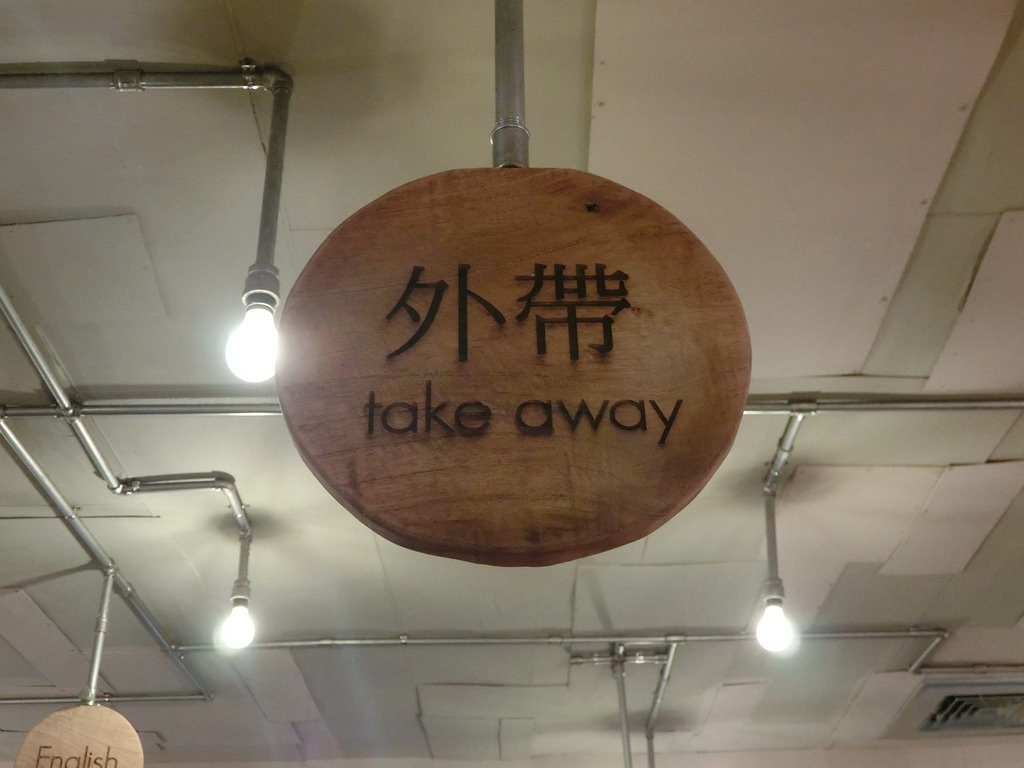 外帶
take away
English